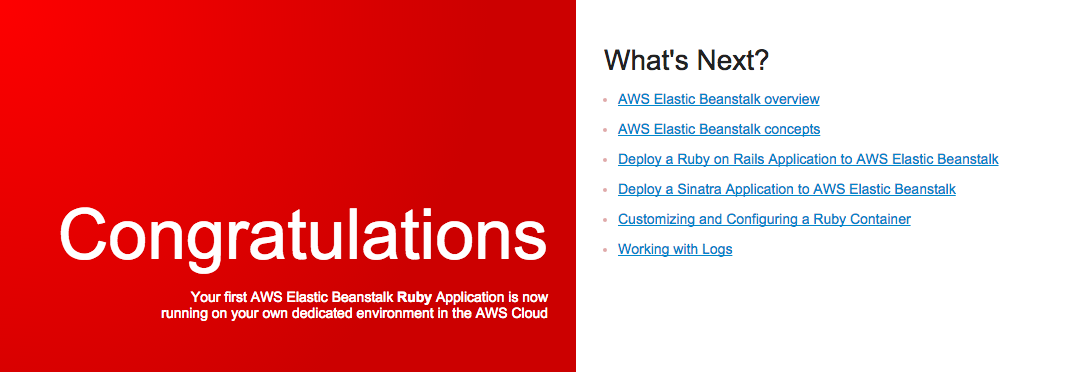 Congratulations
Your first AWS Elastic Beanstalk Ruby Application is now
running on your own dedicated environment in the AWS Cloud
What's Next?
AWS Elastic Beanstalk overview
AWS Elastic Beanstalk concepts
Deploy a Ruby on Rails Application to AWS Elastic Beanstalk
Deploy a Sinatra Application to AWS Elastic Beanstalk
Customizing and Configuring a Ruby Container
Working with Logs